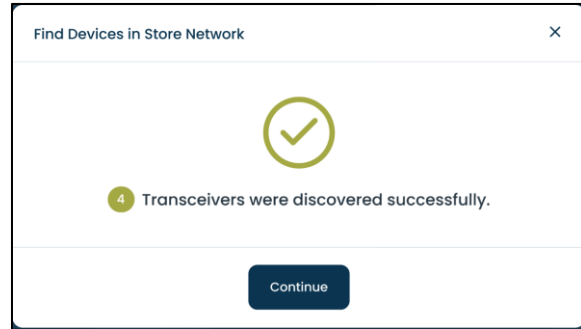 Find Devices in Store Network
4 Transceivers were discovered successfully.
Continue